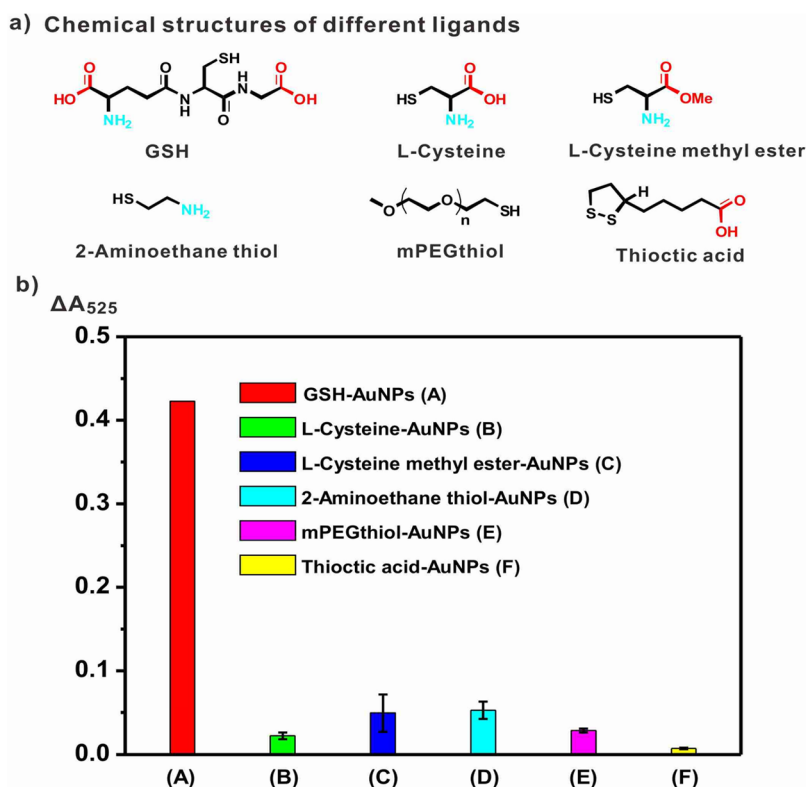 a) Chemical structures of different ligands
SH
O O H O
HO N N OH
NH2 H O
GSH
O
HS OH
NH2
L-Cysteine
O
HS OMe
NH2
L-Cysteine methyl ester
HS
NH2
2-Aminoethane thiol
O O SH
n
mPEGthiol
H O
S S
OH
Thioctic acid
b)
ΔA525
0.5
0.4
0.3
0.2
0.1
0.0
GSH-AuNPs (A)
L-Cysteine-AuNPs (B)
L-Cysteine methyl ester-AuNPs (C)
2-Aminoethane thiol-AuNPs (D)
mPEGthiol-AuNPs (E)
Thioctic acid-AuNPs (F)
(A) (B) (C) (D) (E) (F)